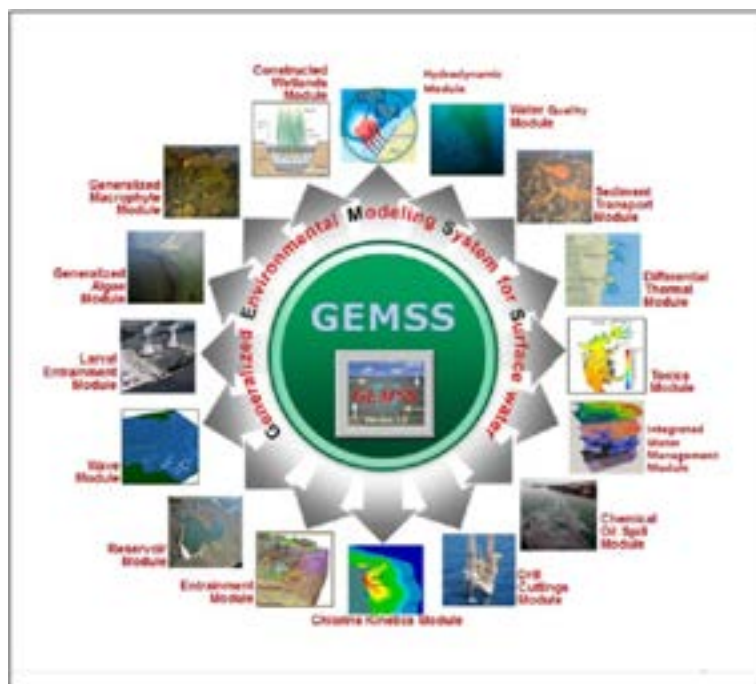 Constructed
Wetlands
Module
Hydrodynamic
Module
Water Quality
Module
Sediment
Transport
Module
Differential
Thermal
Module
Toxics
Module
Integrated
Water
Management
Module
Chemical
Oil Spill
Module
Drill
Cuttings
Module
Chlorine Kinetics Module
Entrainment
Module
Reservoir
Module
Wave
Module
Larval
Entrainment
Module
Generalized
Algae
Module
Generalized
Macrophyte
Module
Generalized Environmental Modeling System for Surface water
GEMSS
GEMSS